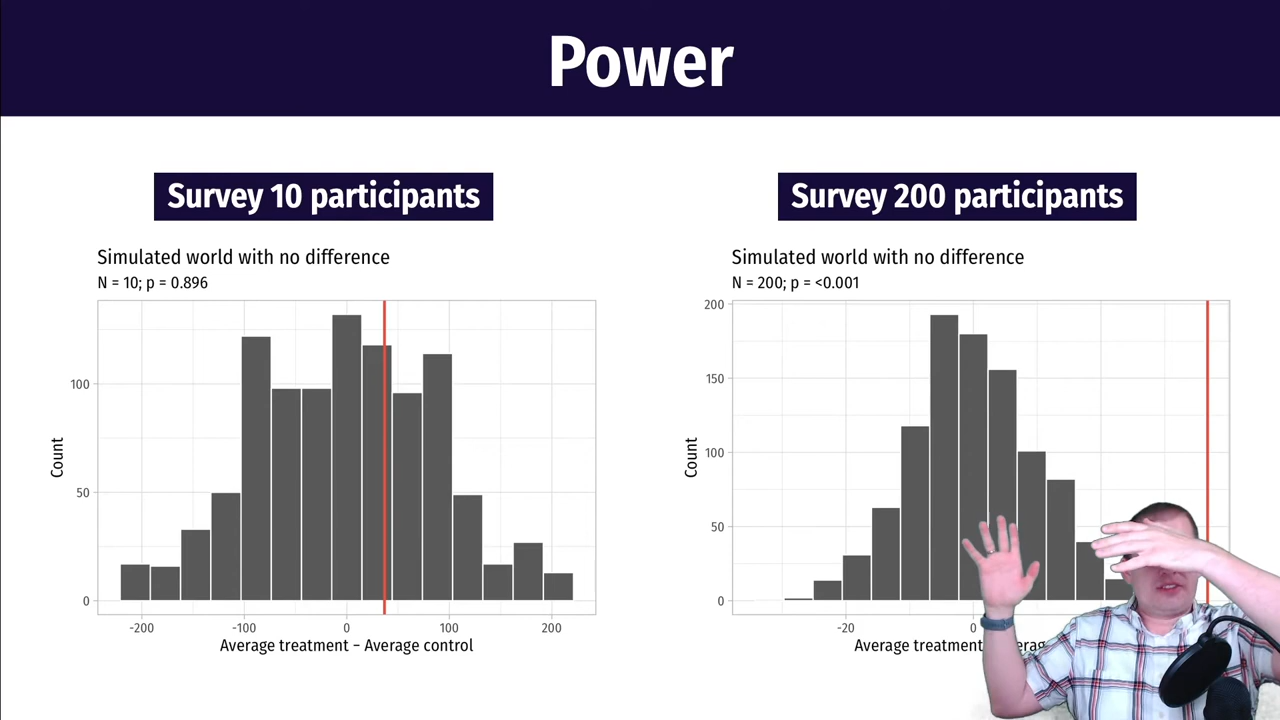 Power
Survey 10 participants
Simulated world with no difference
N = 10; p = 0.896
Count
100
50
0
-200
-100
0
100
200
Average treatment − Average control
Survey 200 participants
Simulated world with no difference
N = 200; p = <0.001
Count
200
150
100
50
0
-20
0
Average treatment